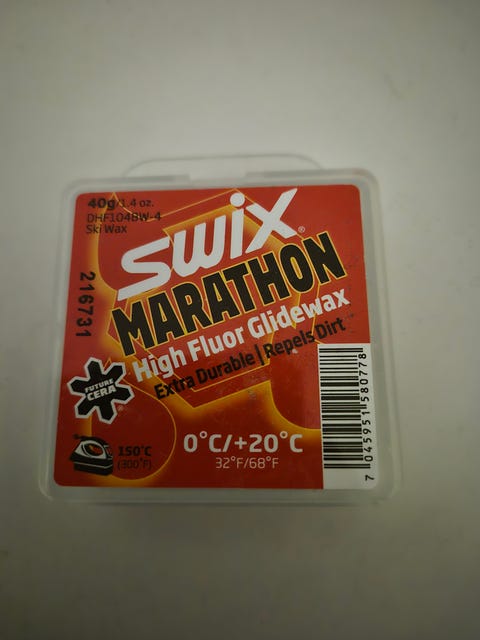 40g/1.4 oz.
DHF104BW-4
Ski Wax
swix®
MARATHON
High Fluor Glidewax
Extra Durable | Repels Dirt
216731
FUTURE
CERA
150°C
(300°F)
0°C/+20°C
32°F/68°F
7 045951 580778